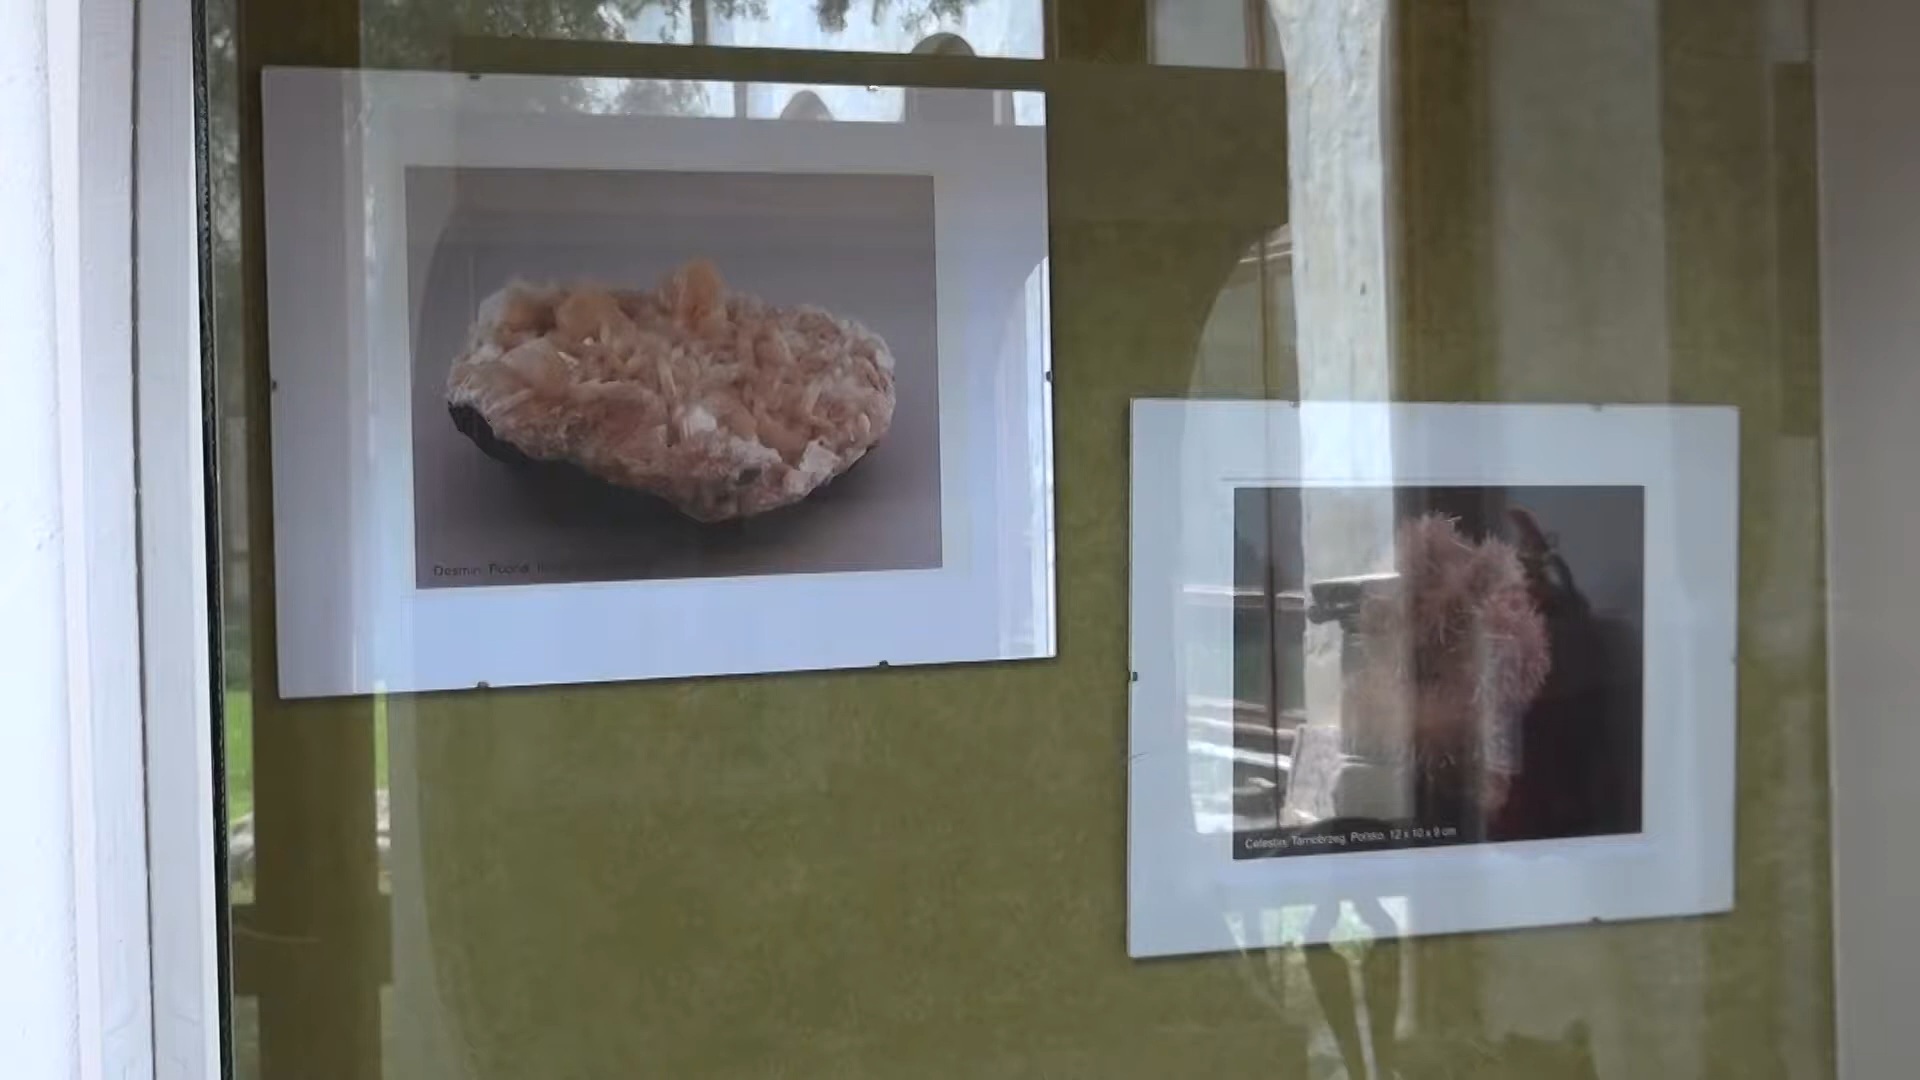 Desmin
Celestin, Tarnobrzeg, Polsko, 12 x 10 x 9 cm